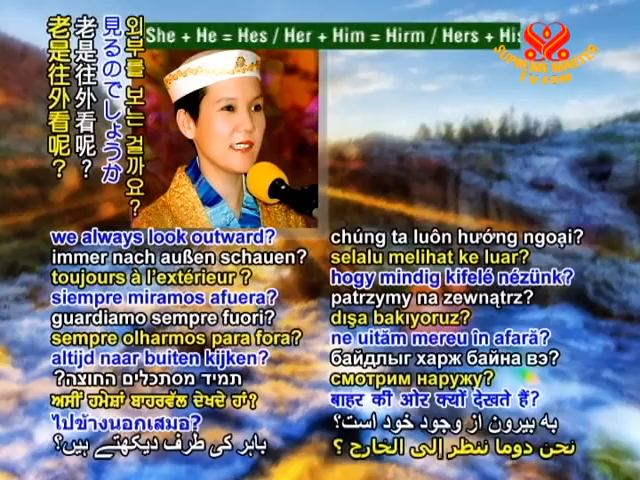 She + He = Hes / Her + Him = Hirm / Hers + His
SUPREME MASTER
TV.COM
외부를 보는 걸까요?
見るのでしょうか
老是往外看呢？
老是往外看呢？
we always look outward?
immer nach außen schauen?
toujours à l'extérieur ?
siempre miramos afuera?
guardiamo sempre fuori?
sempre olharmos para fora?
altijd naar buiten kijken?
תמיד מסתכלים החוצה?
ਅਸੀਂ ਹਮੇਸ਼ਾਂ ਬਾਹਰਵੱਲ ਦੇਖਦੇ ਹਾਂ?
ไปข้างนอกเสมอ?
باہر کی طرف دیکھتے ہیں؟
chúng ta luôn hướng ngoại?
selalu melihat ke luar?
hogy mindig kifelé nézünk?
patrzymy na zewnątrz?
dışa bakıyoruz?
ne uităm mereu în afară?
байдлыг харж байна вэ?
смотрим наружу?
बाहर की ओर क्यों देखते हैं?
به بیرون از وجود خود است؟
نحن دوما ننظر إلى الخارج ؟